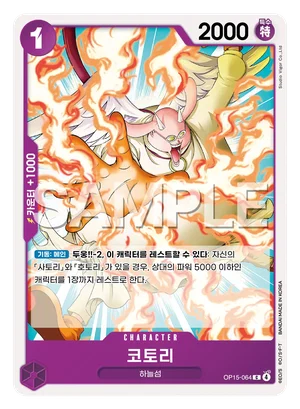 1
2000
특수
特
⚡카운터 +1000
SAMPLE
기동: 메인 두웅!!-2, 이 캐릭터를 레스트할 수 있다: 자신의
「사토리」와 「호토리」가 있을 경우, 상대의 파워 5000 이하인
캐릭터를 1장까지 레스트로 한다.
CHARACTER
코토리
하늘섬
OP15-064 C
BANDAI MADE IN KOREA